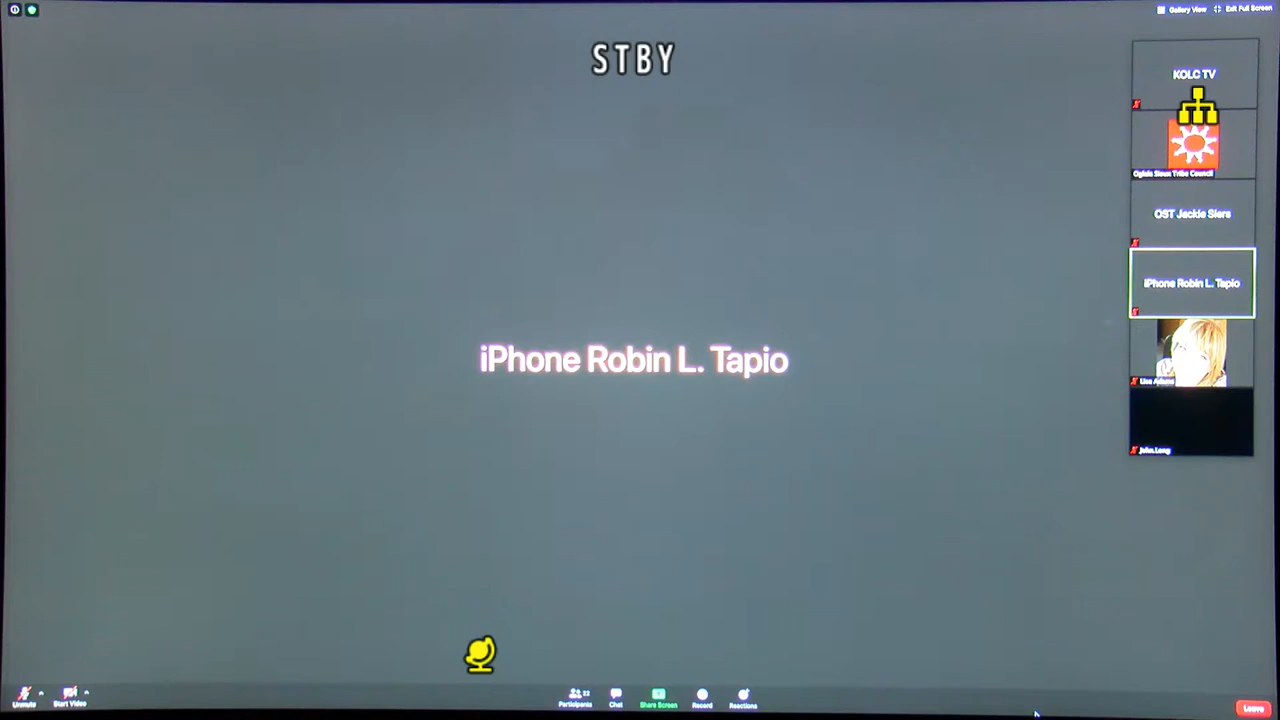 Gallery View Exit Full Screen
STBY
KOLC TV
Oglala Sioux Tribe Council
OST Jackie Siers
iPhone Robin L. Tapio
iPhone Robin L. Tapio
Lisa Adams
John.Long
Unmute
Start Video
Participants 22
Chat
Share Screen
Record
Reactions
Leave